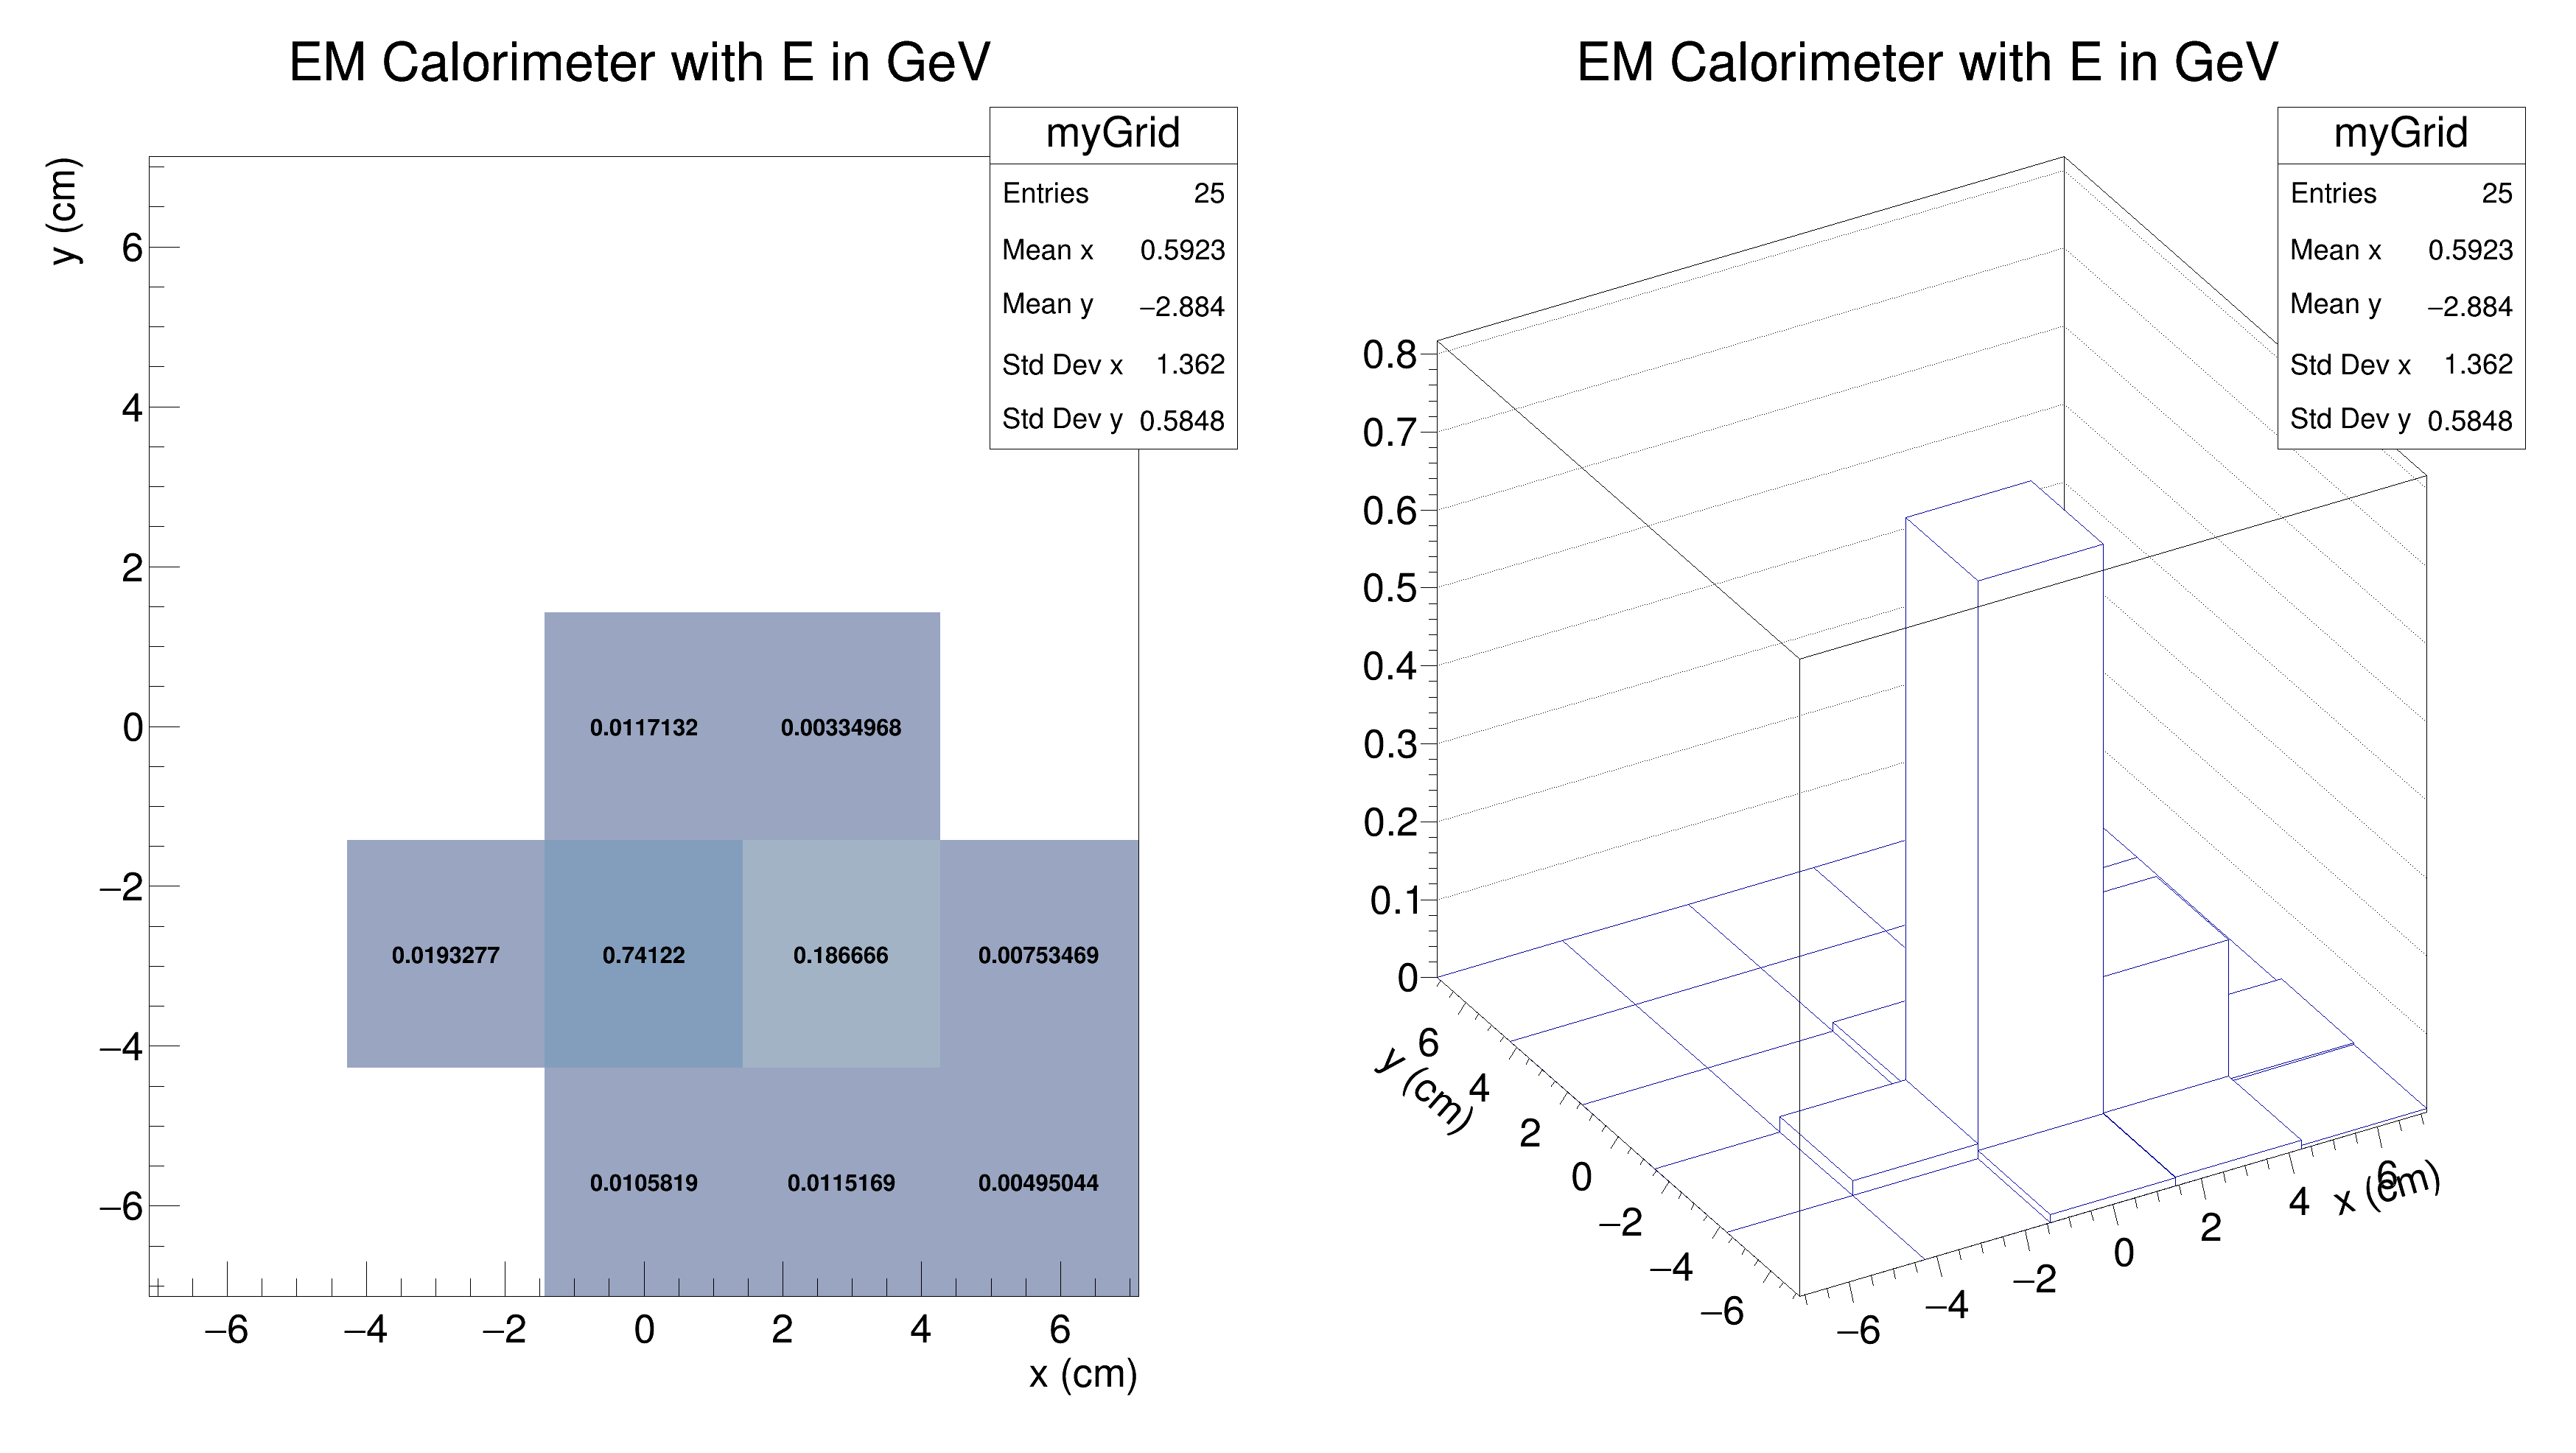 EM Calorimeter with E in GeV
myGrid
Entries 25
Mean x 0.5923
Mean y −2.884
Std Dev x 1.362
Std Dev y 0.5848
y (cm)
6
4
2
0
−2
−4
−6
0.0117132 0.00334968
0.0193277 0.74122 0.186666 0.00753469
0.0105819 0.0115169 0.00495044
−6 −4 −2 0 2 4 6
x (cm)
EM Calorimeter with E in GeV
myGrid
Entries 25
Mean x 0.5923
Mean y −2.884
Std Dev x 1.362
Std Dev y 0.5848
0.8
0.7
0.6
0.5
0.4
0.3
0.2
0.1
0
y (cm)
6
4
2
0
−2
−4
−6
−6
−4
−2
0
2
4
6
x (cm)